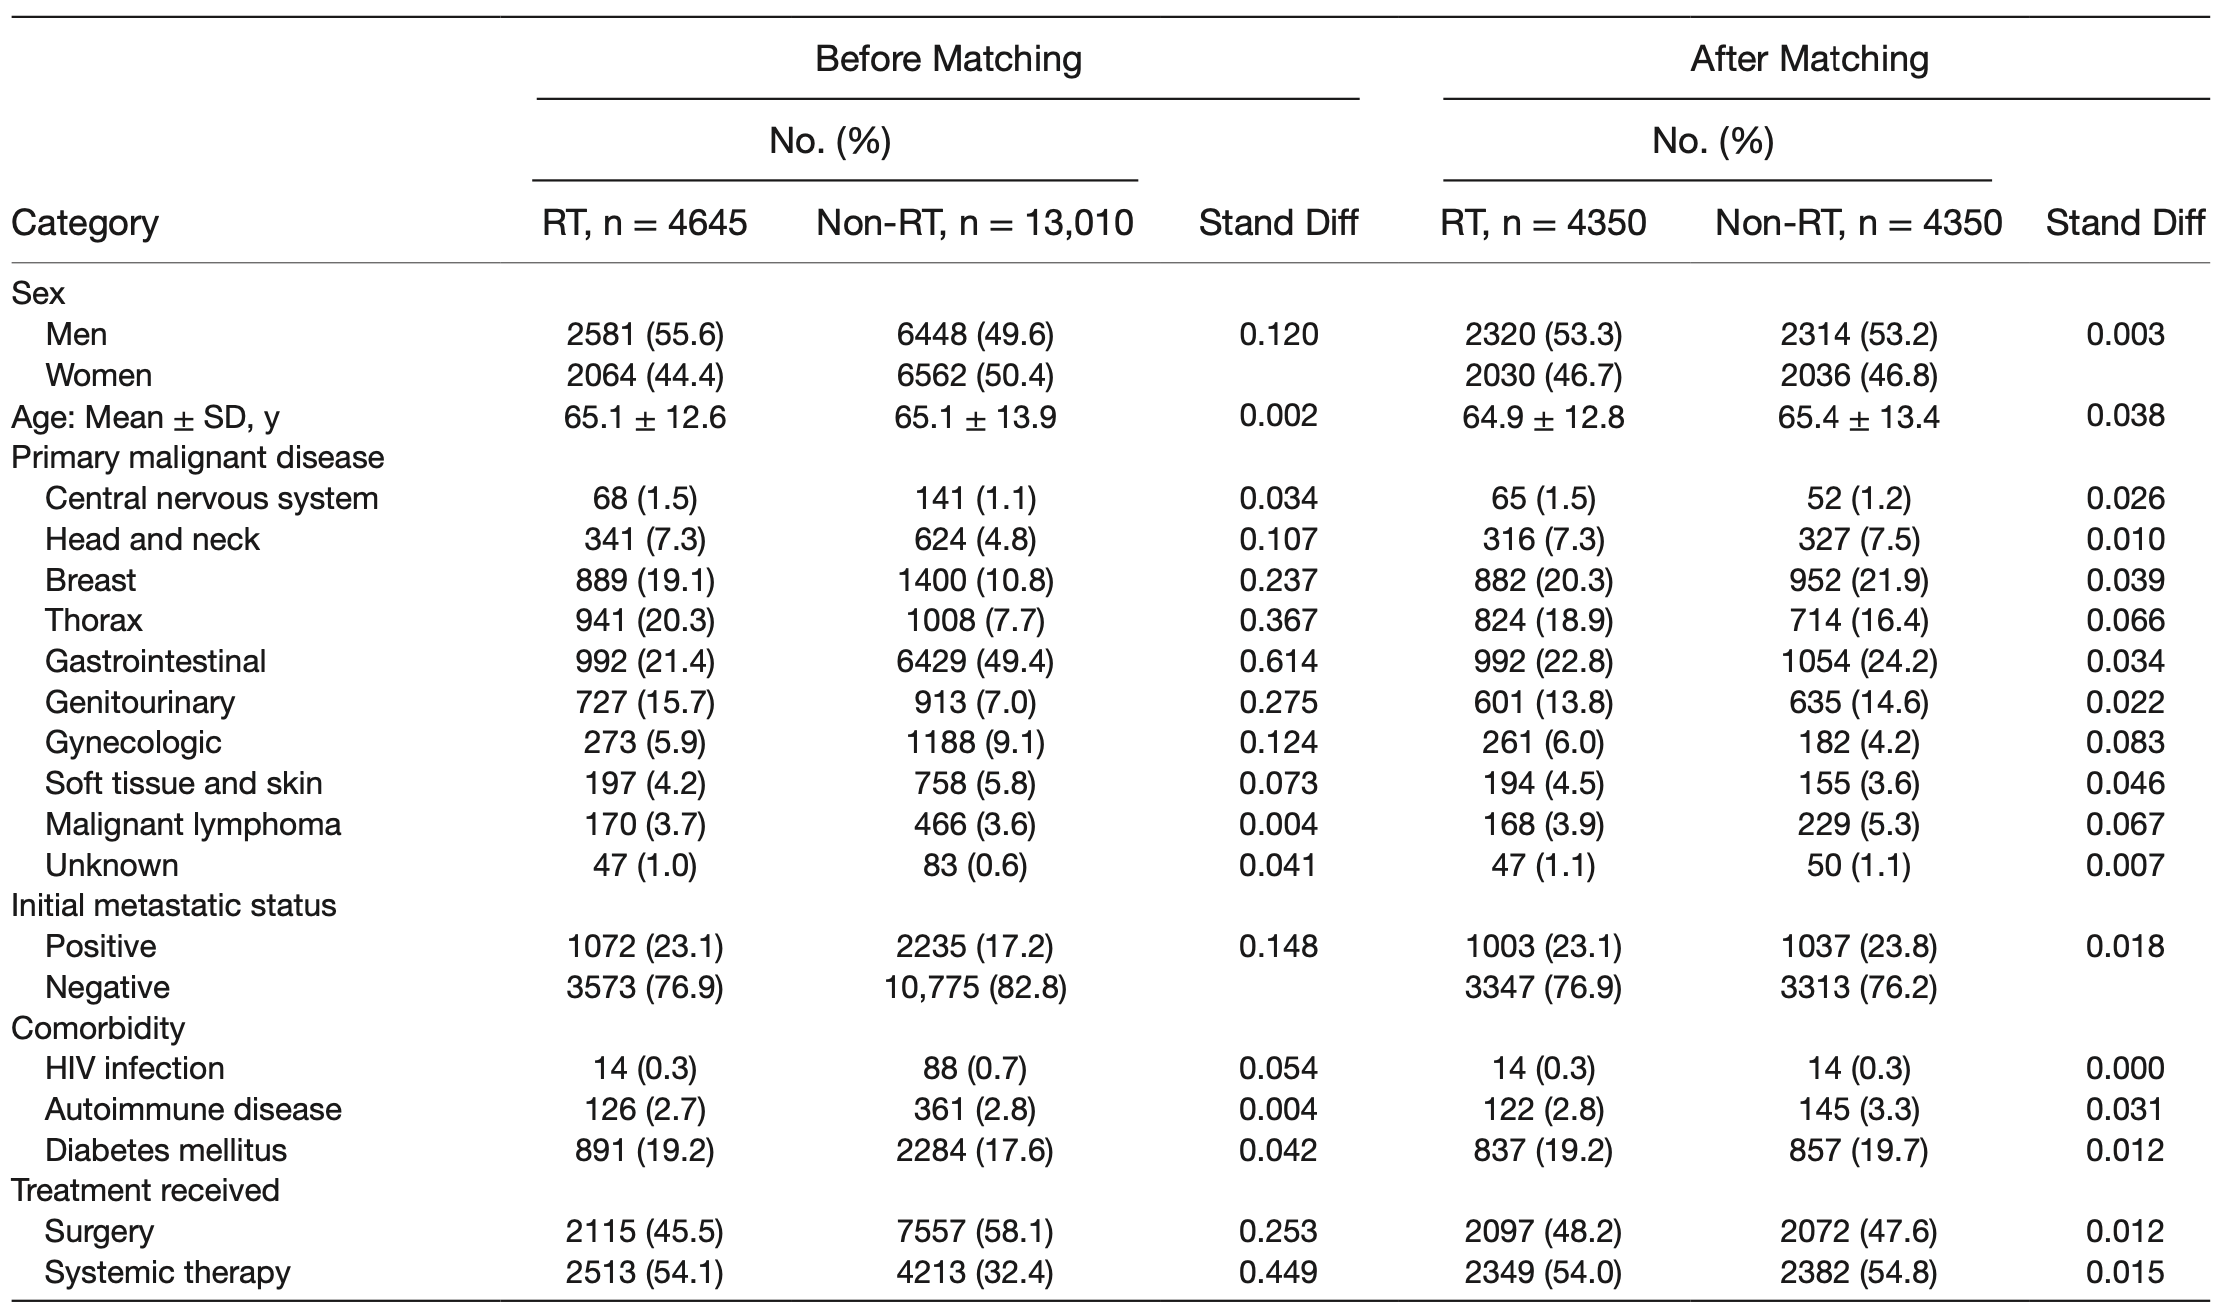 Before Matching After Matching
No. (%) No. (%)
Category RT, n = 4645 Non-RT, n = 13,010 Stand Diff RT, n = 4350 Non-RT, n = 4350 Stand Diff
Sex
Men 2581 (55.6) 6448 (49.6) 0.120 2320 (53.3) 2314 (53.2) 0.003
Women 2064 (44.4) 6562 (50.4) 2030 (46.7) 2036 (46.8)
Age: Mean ± SD, y 65.1 ± 12.6 65.1 ± 13.9 0.002 64.9 ± 12.8 65.4 ± 13.4 0.038
Primary malignant disease
Central nervous system 68 (1.5) 141 (1.1) 0.034 65 (1.5) 52 (1.2) 0.026
Head and neck 341 (7.3) 624 (4.8) 0.107 316 (7.3) 327 (7.5) 0.010
Breast 889 (19.1) 1400 (10.8) 0.237 882 (20.3) 952 (21.9) 0.039
Thorax 941 (20.3) 1008 (7.7) 0.367 824 (18.9) 714 (16.4) 0.066
Gastrointestinal 992 (21.4) 6429 (49.4) 0.614 992 (22.8) 1054 (24.2) 0.034
Genitourinary 727 (15.7) 913 (7.0) 0.275 601 (13.8) 635 (14.6) 0.022
Gynecologic 273 (5.9) 1188 (9.1) 0.124 261 (6.0) 182 (4.2) 0.083
Soft tissue and skin 197 (4.2) 758 (5.8) 0.073 194 (4.5) 155 (3.6) 0.046
Malignant lymphoma 170 (3.7) 466 (3.6) 0.004 168 (3.9) 229 (5.3) 0.067
Unknown 47 (1.0) 83 (0.6) 0.041 47 (1.1) 50 (1.1) 0.007
Initial metastatic status
Positive 1072 (23.1) 2235 (17.2) 0.148 1003 (23.1) 1037 (23.8) 0.018
Negative 3573 (76.9) 10,775 (82.8) 3347 (76.9) 3313 (76.2)
Comorbidity
HIV infection 14 (0.3) 88 (0.7) 0.054 14 (0.3) 14 (0.3) 0.000
Autoimmune disease 126 (2.7) 361 (2.8) 0.004 122 (2.8) 145 (3.3) 0.031
Diabetes mellitus 891 (19.2) 2284 (17.6) 0.042 837 (19.2) 857 (19.7) 0.012
Treatment received
Surgery 2115 (45.5) 7557 (58.1) 0.253 2097 (48.2) 2072 (47.6) 0.012
Systemic therapy 2513 (54.1) 4213 (32.4) 0.449 2349 (54.0) 2382 (54.8) 0.015